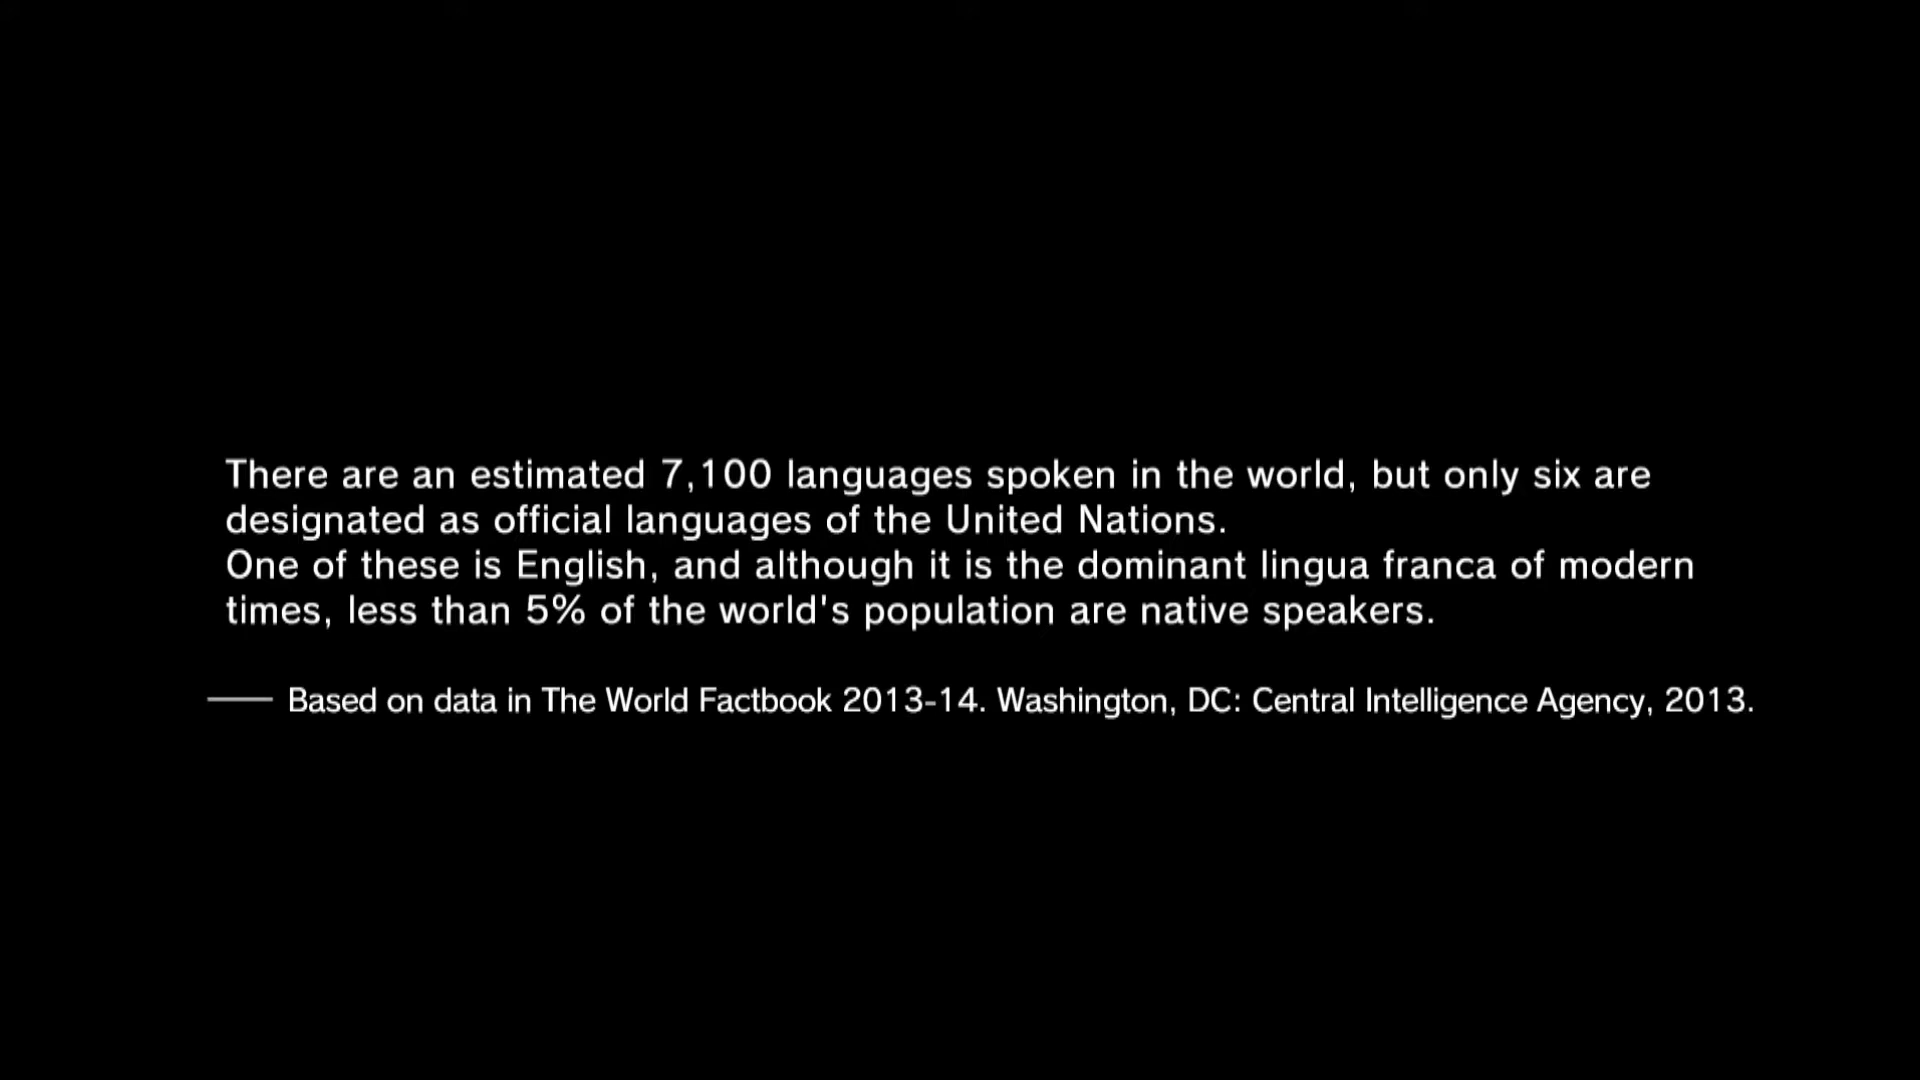 There are an estimated 7,100 languages spoken in the world, but only six are
designated as official languages of the United Nations.
One of these is English, and although it is the dominant lingua franca of modern
times, less than 5% of the world's population are native speakers.
—— Based on data in The World Factbook 2013-14. Washington, DC: Central Intelligence Agency, 2013.